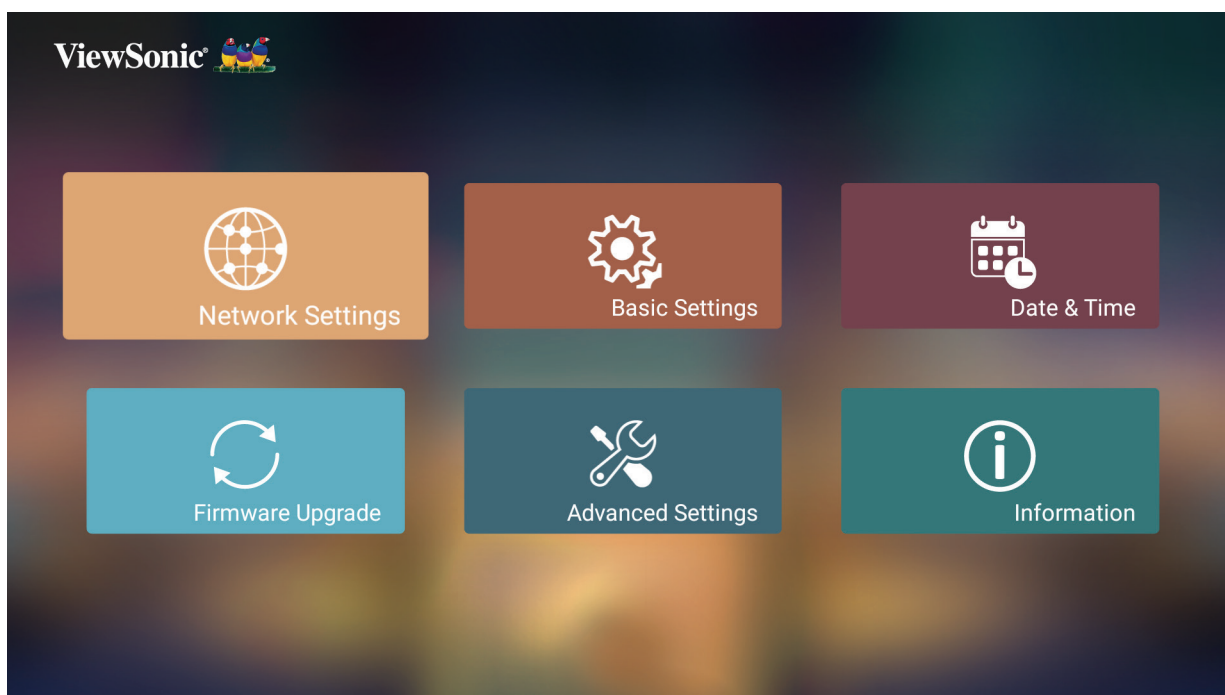 ViewSonic®
Network Settings
Basic Settings
Date & Time
Firmware Upgrade
Advanced Settings
Information